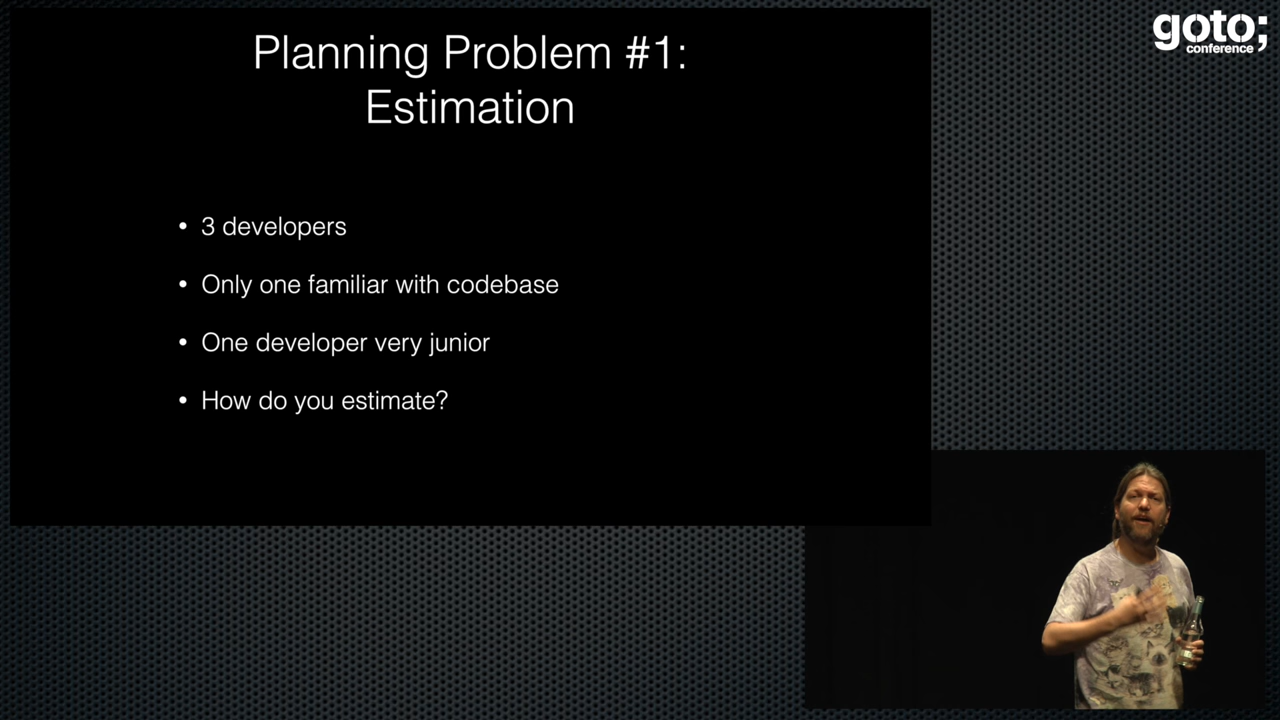 Planning Problem #1:
Estimation
• 3 developers
• Only one familiar with codebase
• One developer very junior
• How do you estimate?
goto;
conference